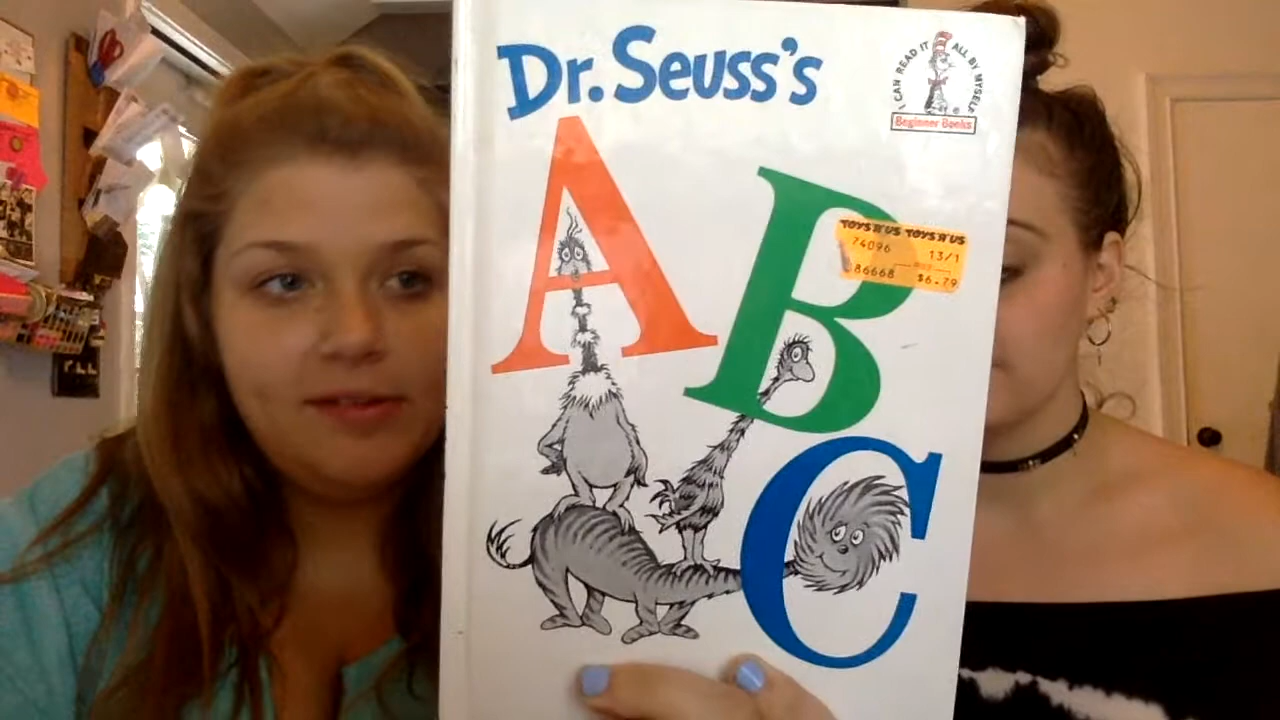 Dr. Seuss's
I CAN READ IT ALL BY MYSELF
Beginner Books
A
B
TOYS"R"US TOYS"R"US
74096 13/1
86668 $6.79
C